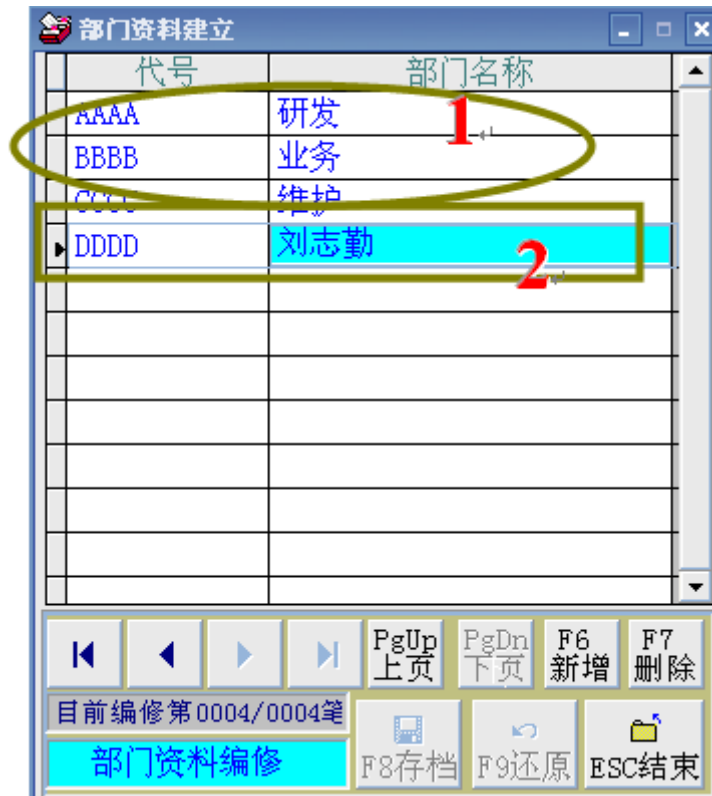 部门资料建立
代号 部门名称
AAAA 研发
1
BBBB 业务
CCCC 维护
DDDD 刘志勤
2
PgUp 上页 PgDn 下页 F6 新增 F7 删除
目前编修第0004/0004笔
部门资料编修
F8存档 F9还原 ESC结束